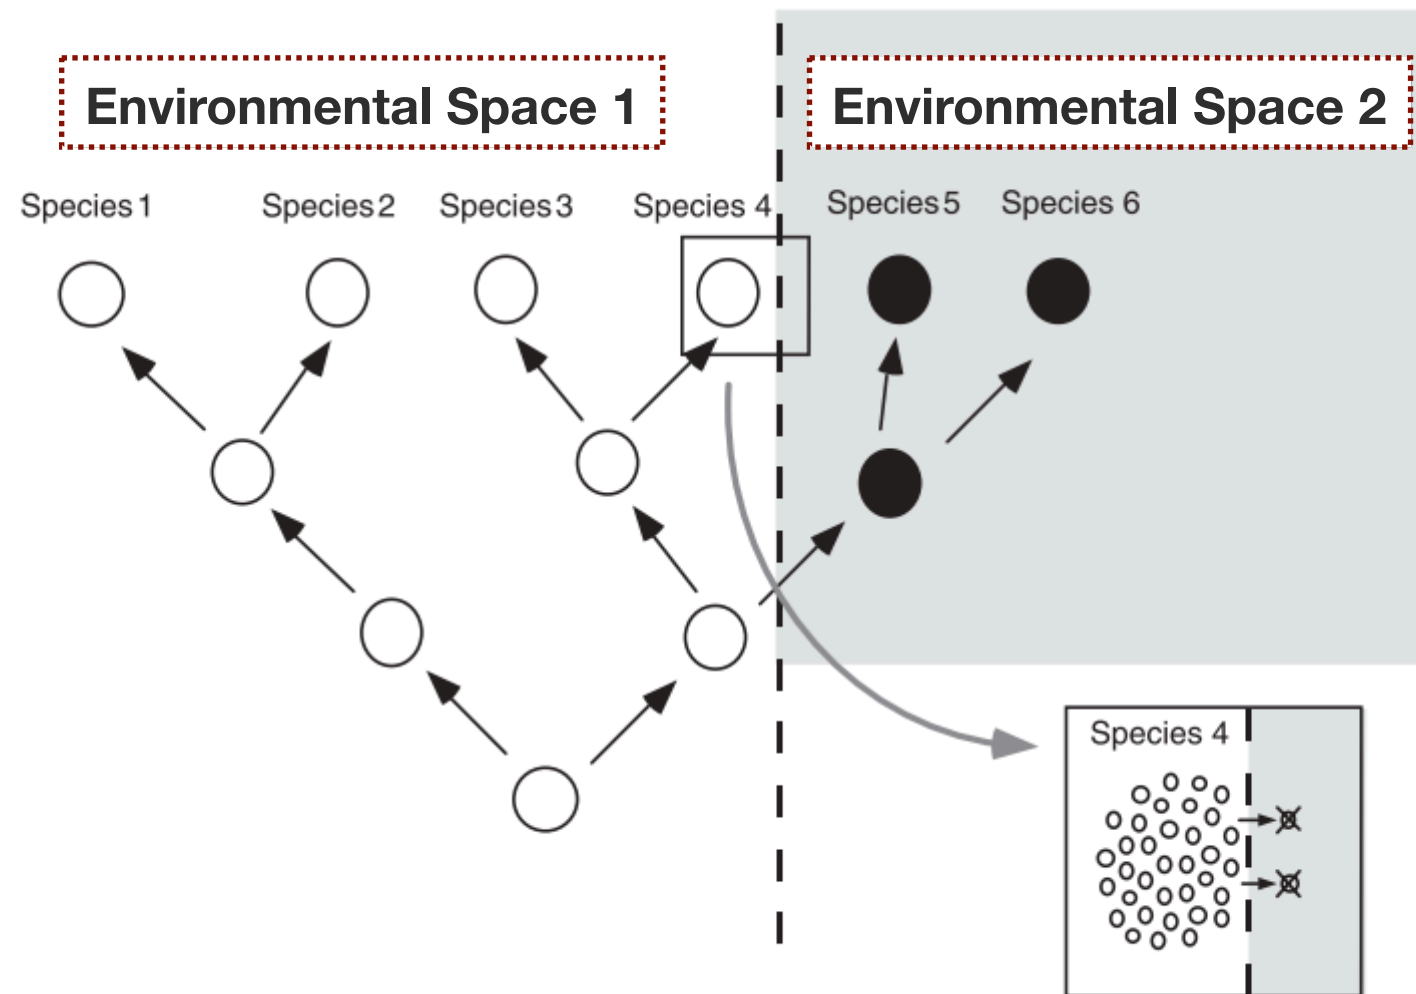 Environmental Space 1
Environmental Space 2
Species 1
Species 2
Species 3
Species 4
Species 5
Species 6
Species 4